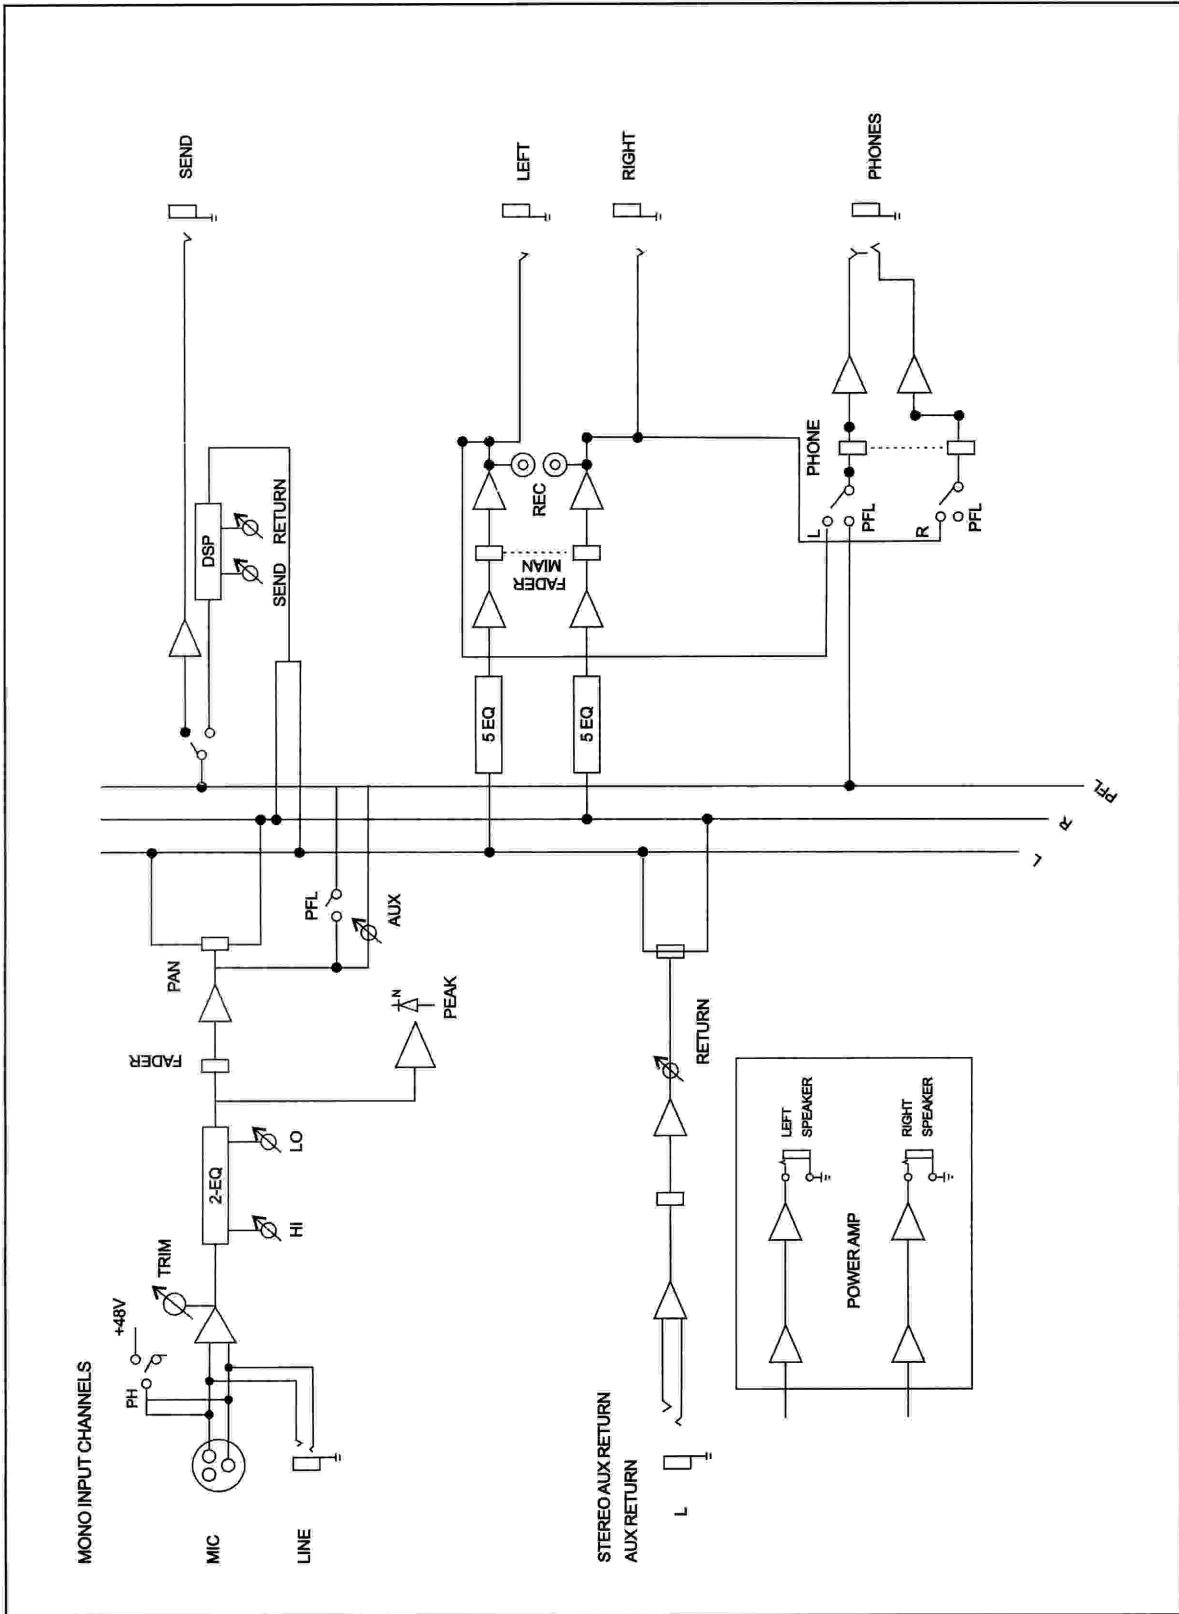 MONO INPUT CHANNELS
MIC
LINE
PH
+48V
TRIM
2-EQ
HI
LO
FADER
PEAK
N
PAN
PFL
AUX
L
R
PFL
SEND
DSP
SEND
RETURN
5 EQ
5 EQ
FADER
MIAN
REC
LEFT
RIGHT
PHONE
L
PFL
R
PFL
PHONES
STEREO AUX RETURN
AUX RETURN
L
RETURN
POWER AMP
LEFT
SPEAKER
RIGHT
SPEAKER